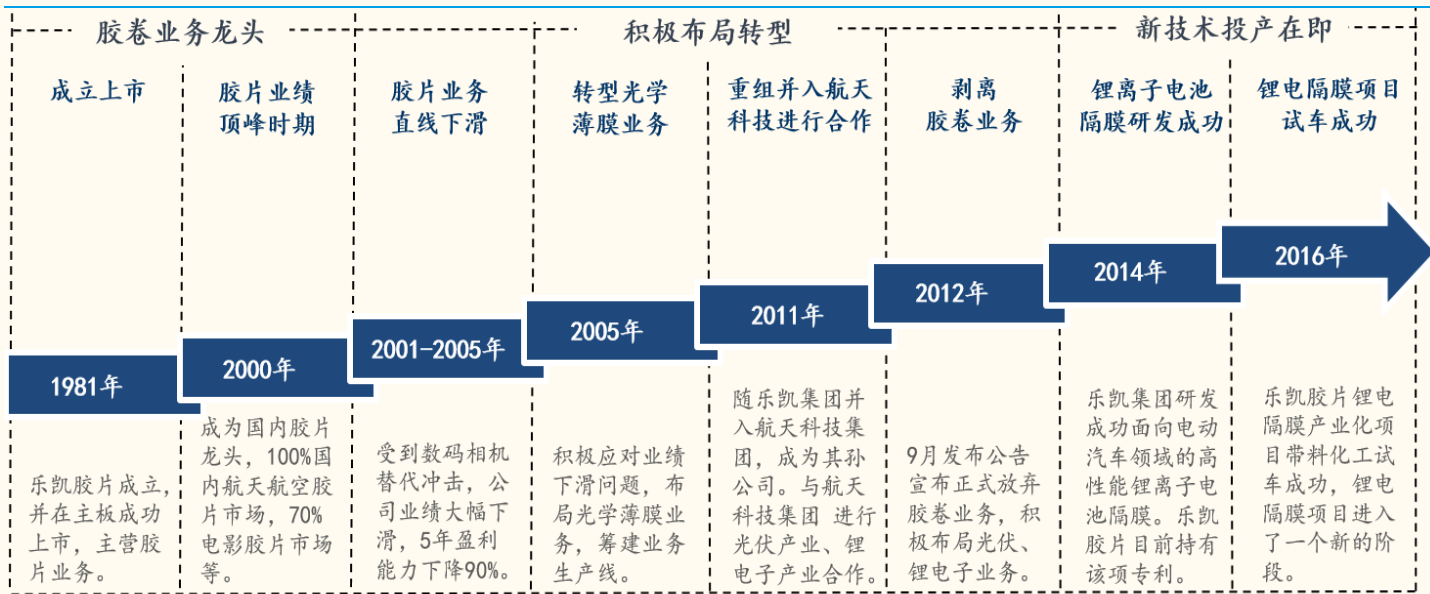 胶卷业务龙头
积极布局转型
新技术投产在即
成立上市
胶片业绩
顶峰时期
胶片业务
直线下滑
转型光学
薄膜业务
重组并入航天
科技进行合作
剥离
胶卷业务
锂离子电池
隔膜研发成功
锂电隔膜项目
试车成功
1981年
2000年
2001-2005年
2005年
2011年
2012年
2014年
2016年
乐凯胶片成立，
并在主板成功
上市，主营胶
片业务。
成为国内胶片
龙头，100%国
内航天航空胶
片市场，70%
电影胶片市场
等。
受到数码相机
替代冲击，公
司业绩大幅下
滑，5年盈利
能力下降90%。
积极应对业绩
下滑问题，布
局光学薄膜业
务，筹建业务
生产线。
随乐凯集团并
入航天科技集
团，成为其孙
公司。与航天
科技集团 进行
光伏产业、锂
电子产业合作。
9月发布公告
宣布正式放弃
胶卷业务，积
极布局光伏、
锂电子业务。
乐凯集团研发
成功面向电动
汽车领域的高
性能锂离子电
池隔膜。乐凯
胶片目前持有
该项专利。
乐凯胶片锂电
隔膜产业化项
目带料化工试
车成功，锂电
隔膜项目进入
了一个新的阶
段。